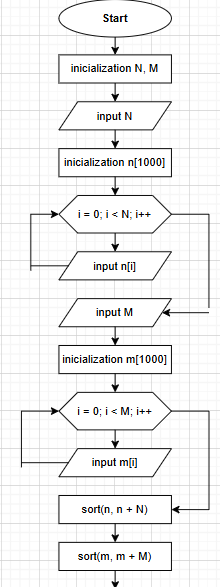 Start
inicialization N, M
input N
inicialization n[1000]
i = 0; i < N; i++
input n[i]
input M
inicialization m[1000]
i = 0; i < M; i++
input m[i]
sort(n, n + N)
sort(m, m + M)